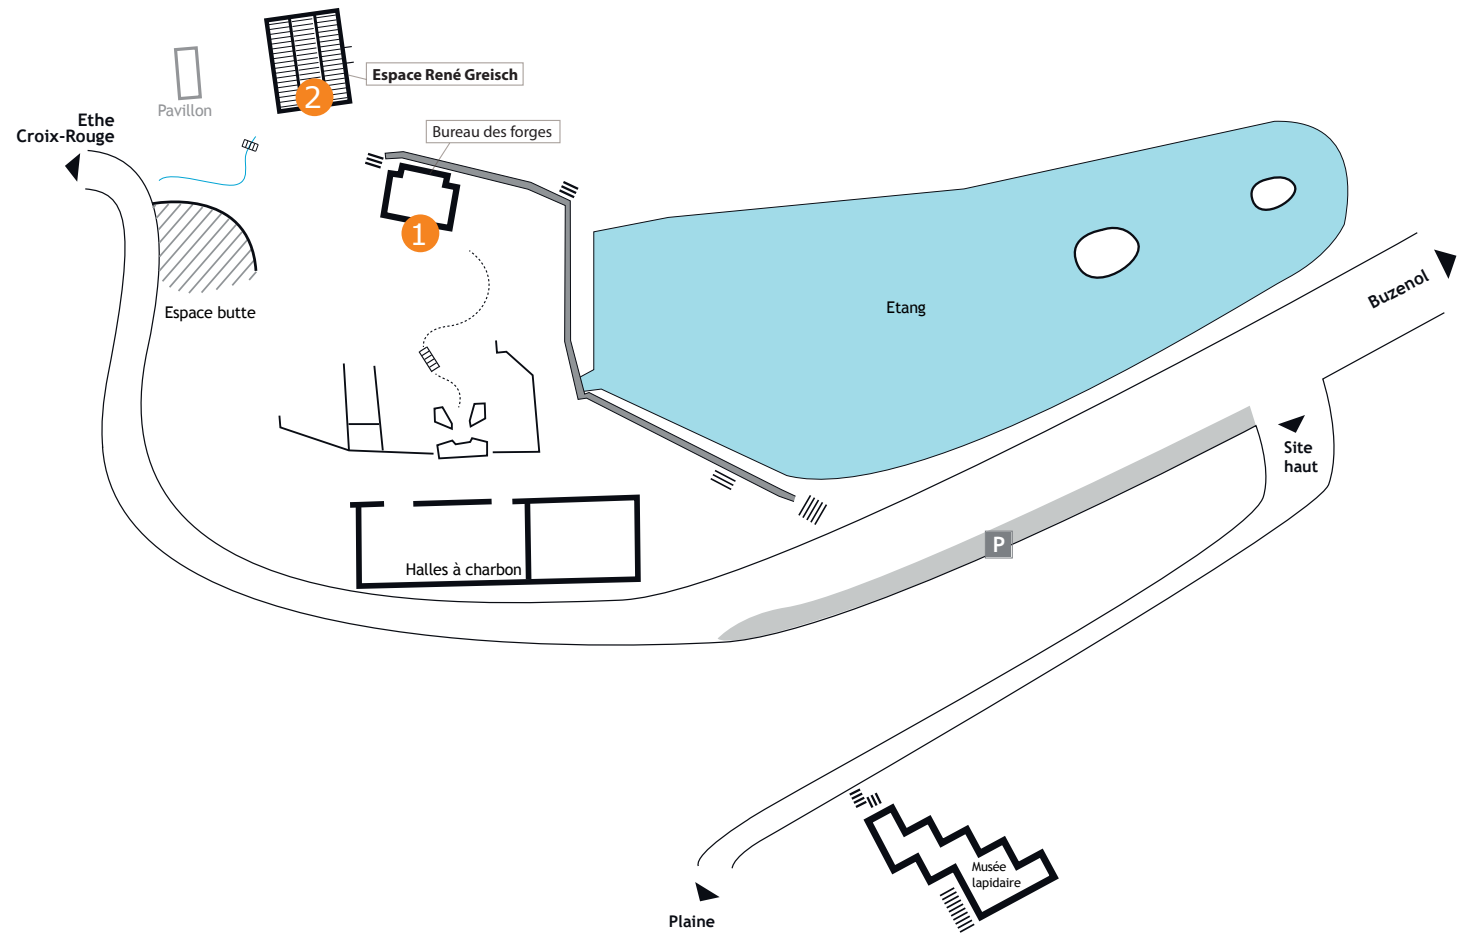 Espace René Greisch
2
Pavillon
Ethe
Croix-Rouge
Bureau des forges
1
Espace butte
Etang
Buzenol
Site
haut
P
Halles à charbon
Musée
lapidaire
Plaine